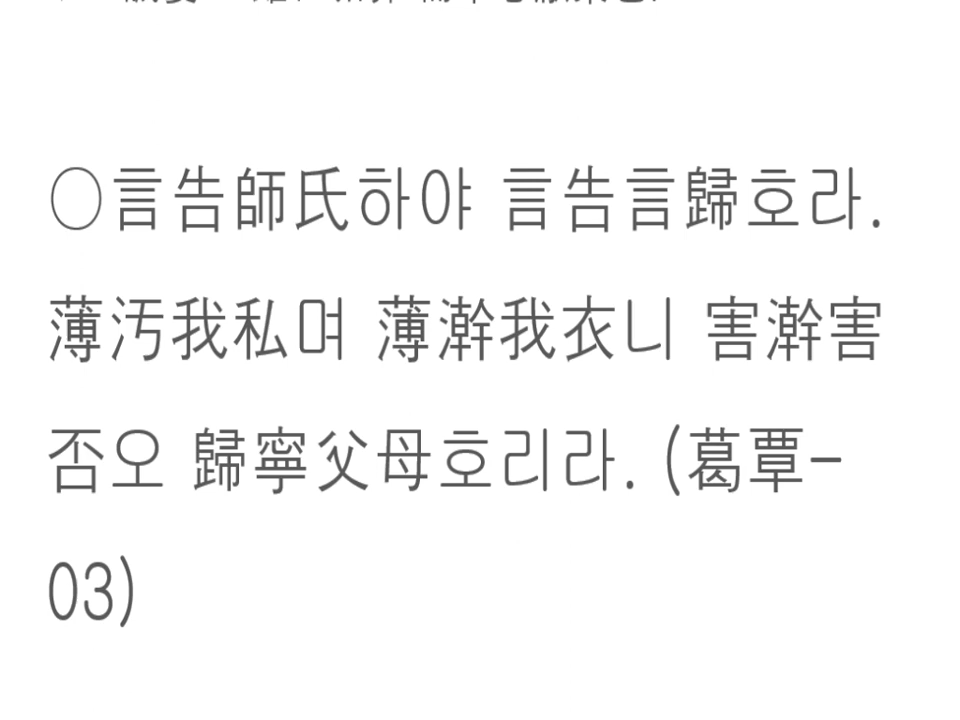 ○言告師氏하야 言告言歸호라.
薄汚我私며 薄澣我衣니 害澣害
否오 歸寧父母호리라. (葛覃-
03)